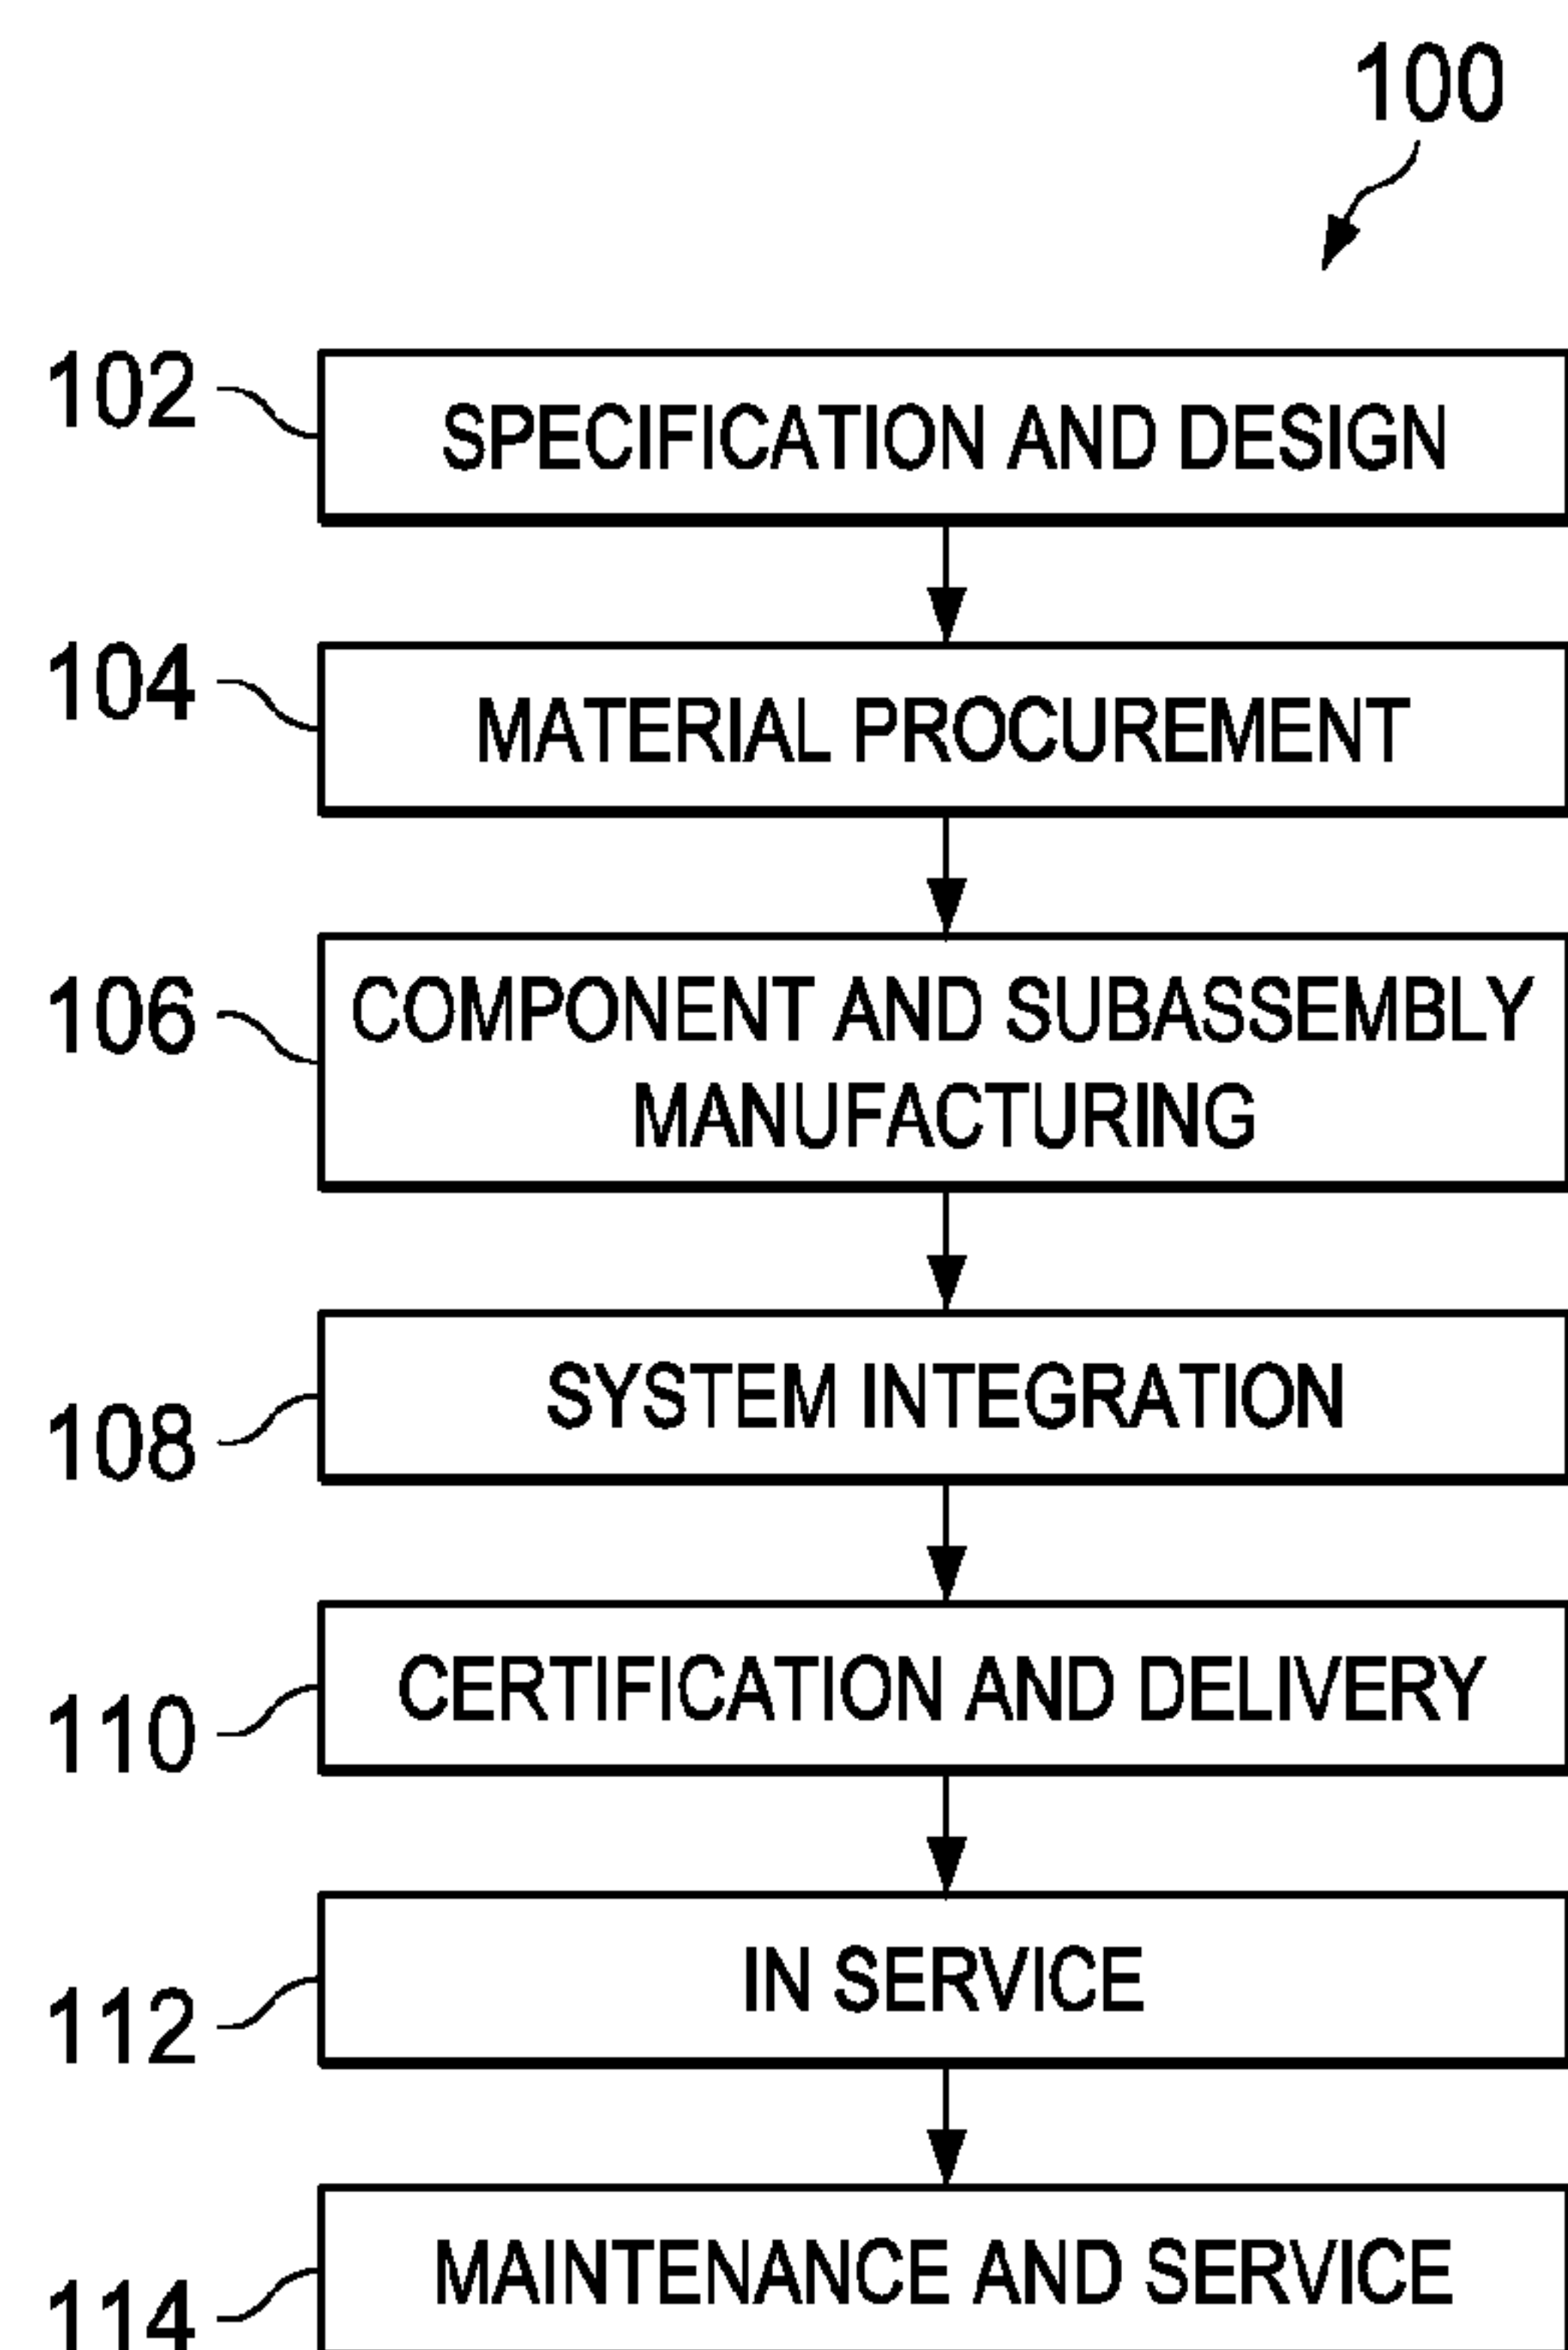 100
102
SPECIFICATION AND DESIGN
104
MATERIAL PROCUREMENT
106
COMPONENT AND SUBASSEMBLY
MANUFACTURING
108
SYSTEM INTEGRATION
110
CERTIFICATION AND DELIVERY
112
IN SERVICE
114
MAINTENANCE AND SERVICE